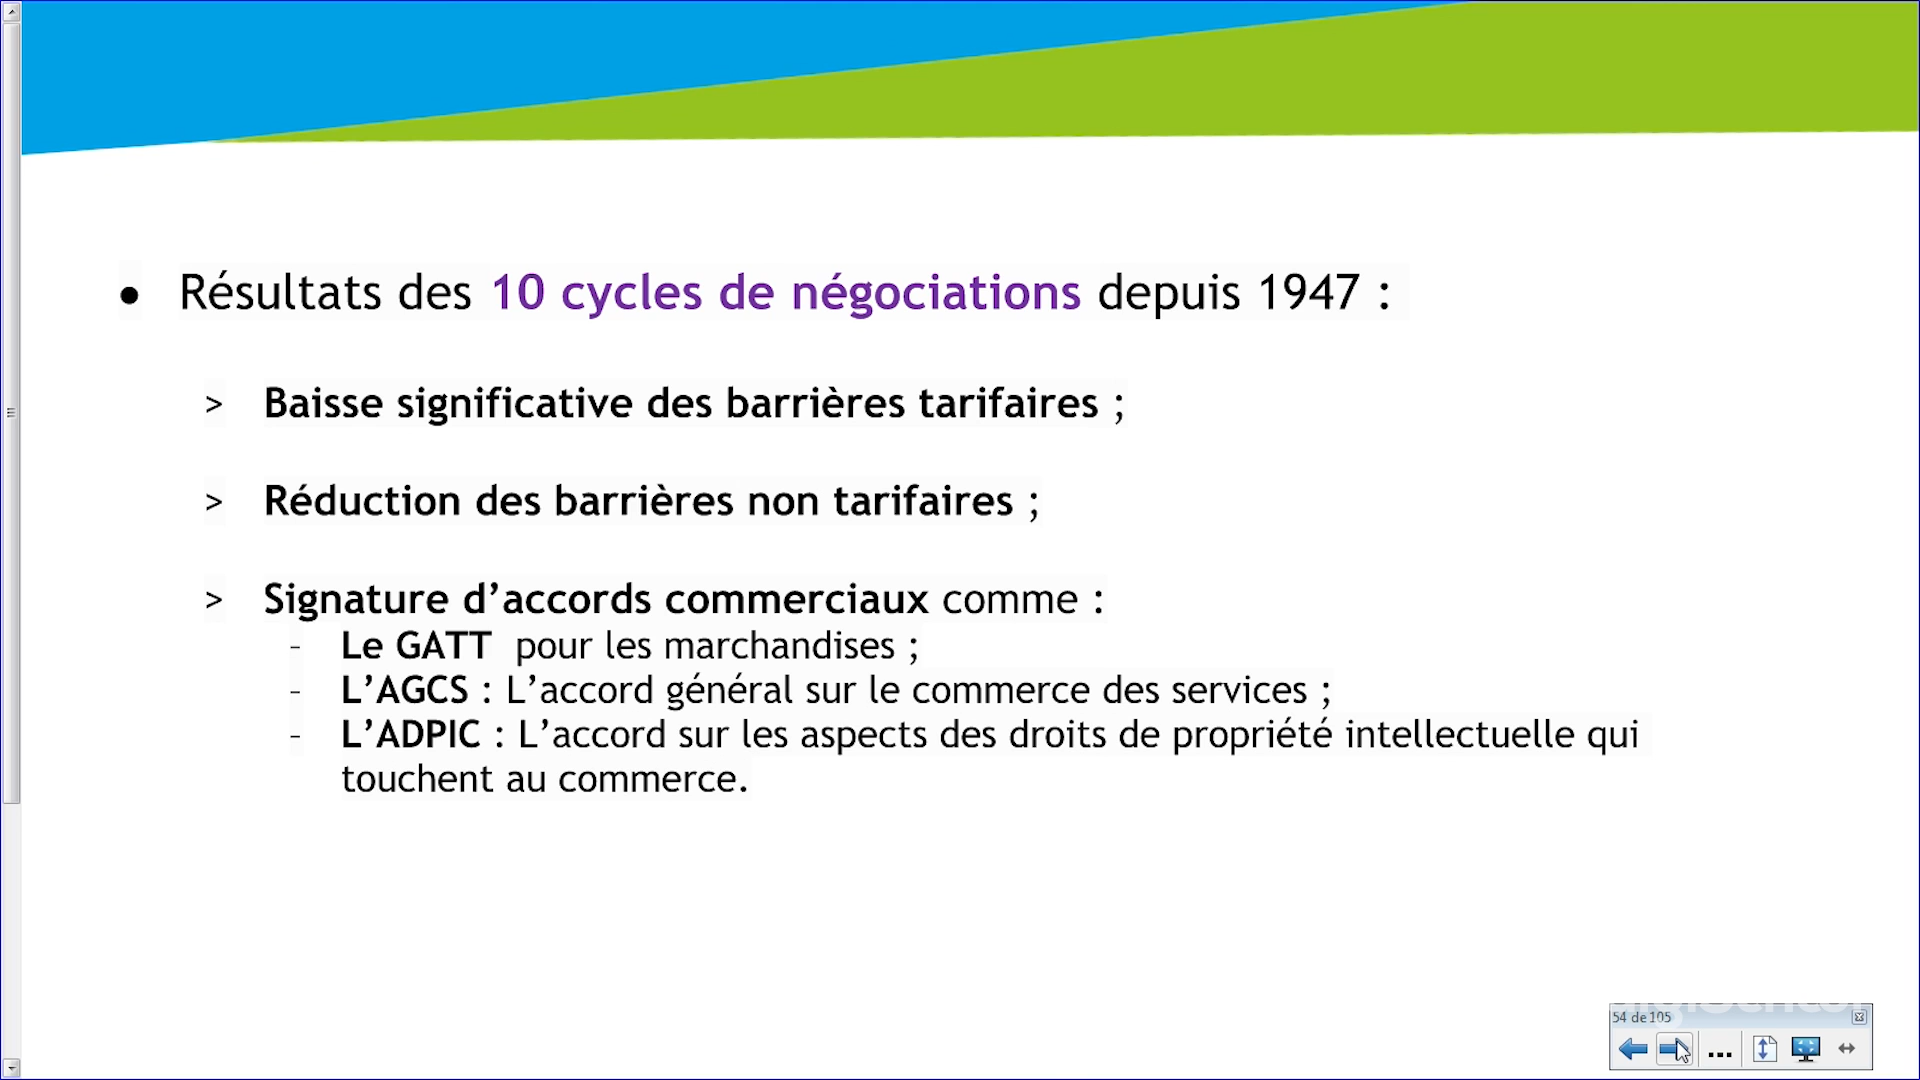 • Résultats des 10 cycles de négociations depuis 1947 :
> Baisse significative des barrières tarifaires ;
> Réduction des barrières non tarifaires ;
> Signature d’accords commerciaux comme :
- Le GATT pour les marchandises ;
- L’AGCS : L’accord général sur le commerce des services ;
- L’ADPIC : L’accord sur les aspects des droits de propriété intellectuelle qui
touchent au commerce.
54 de 105